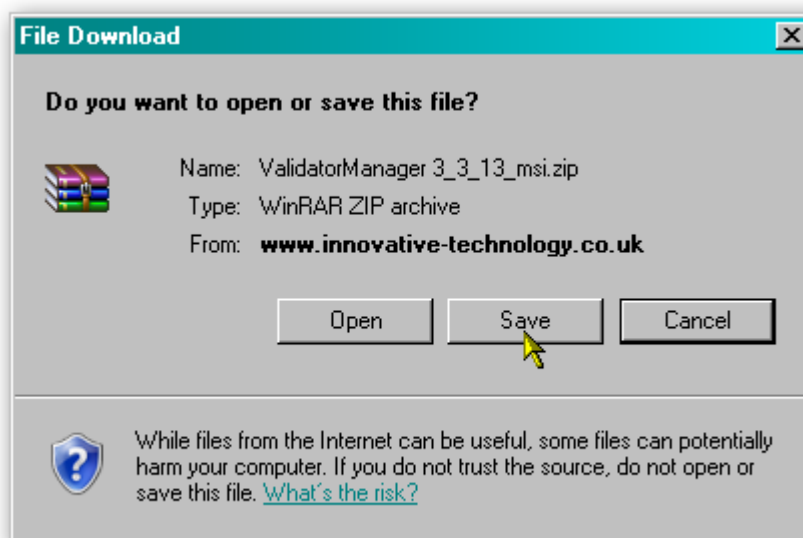 File Download
Do you want to open or save this file?
Name: ValidatorManager 3_3_13_msi.zip
Type: WinRAR ZIP archive
From: www.innovative-technology.co.uk
Open Save Cancel
While files from the Internet can be useful, some files can potentially
harm your computer. If you do not trust the source, do not open or
save this file. What's the risk?